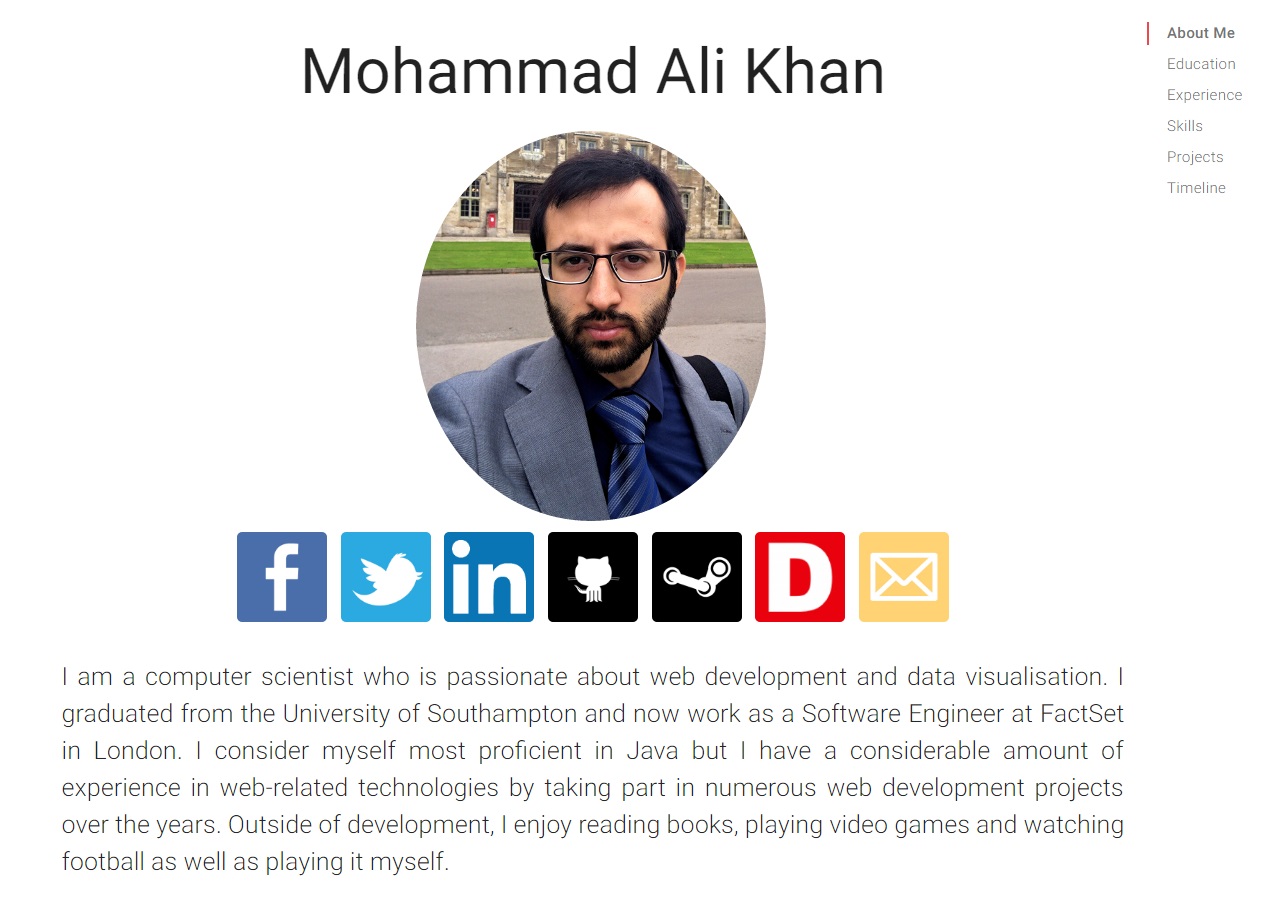 Mohammad Ali Khan
About Me
Education
Experience
Skills
Projects
Timeline
f
in
D
I am a computer scientist who is passionate about web development and data visualisation. I
graduated from the University of Southampton and now work as a Software Engineer at FactSet
in London. I consider myself most proficient in Java but I have a considerable amount of
experience in web-related technologies by taking part in numerous web development projects
over the years. Outside of development, I enjoy reading books, playing video games and watching
football as well as playing it myself.